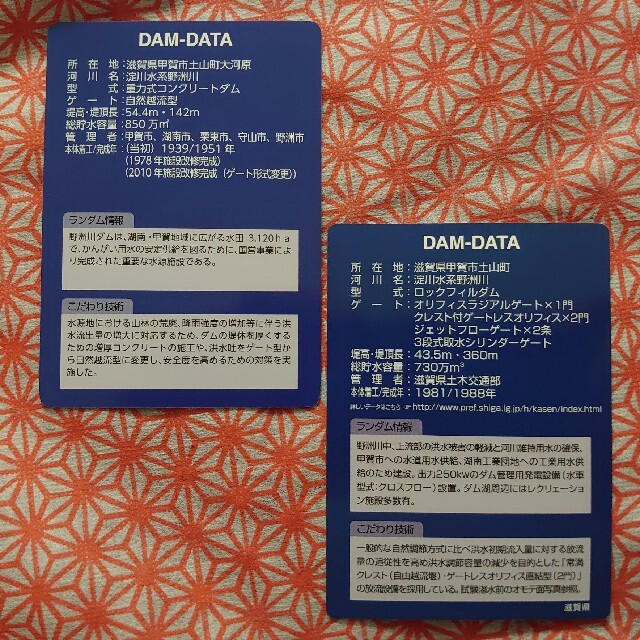 DAM-DATA
所在地:滋賀県甲賀市土山町大河原
河川名:淀川水系野洲川
型式:重力式コンクリートダム
ゲート:自然越流型
堤高・堤頂長:54.4m・142m
総貯水容量:850万㎥
管理者:甲賀市、湖南市、栗東市、守山市、野洲市
本体着工/完成年:(当初)1939/1951年
(1978年施設改修完成)
(2010年施設改修完成(ゲート形式変更))
ランダム情報
野洲川ダムは、湖南・甲賀地域に広がる水田3,120ha
で、かんがい用水の安定供給を図るために、国営事業によ
り完成された重要な水源施設である。
こだわり技術
水源地における山林の荒廃、降雨強度の増加等に伴う洪
水流出量の増大に対応するため、ダムの堤体を厚くする
ための増厚コンクリートの施工や、洪水吐をゲート型か
ら自然越流型に変更し、安全度を高めるための対策を実
施した。
DAM-DATA
所在地:滋賀県甲賀市土山町
河川名:淀川水系野洲川
型式:ロックフィルダム
ゲート:オリフィスラジアルゲート×1門
クレスト付ゲートレスオリフィス×2門
ジェットフローゲート×2条
3段式取水シリンダーゲート
堤高・堤頂長:43.5m・360m
総貯水容量:730万m³
管理者:滋賀県土木交通部
本体着工/完成年:1981/1988年
詳しいデータはこちら☞http://www.pref.shiga.lg.jp/h/kasen/index.html
ランダム情報
野洲川中、上流部の洪水被害の軽減と河川維持用水の確保、
甲賀市への水道用水供給、湖南工業団地への工業用水供
給のため建設。出力250kwのダム管理用発電設備(水車
型式:クロスフロー)設置。ダム湖周辺にはレクリエーショ
ン施設多数有。
こだわり技術
一般的な自然調節方式に比べ洪水初期流入量に対する放流
量の追従性を高め洪水調節容量の減少を目的とした「常満
クレスト(自由越流堰)・ゲートレスオリフィス直結型(2門)」
の放流設備を採用している。試験湛水前のオモテ面写真参照。
滋賀県